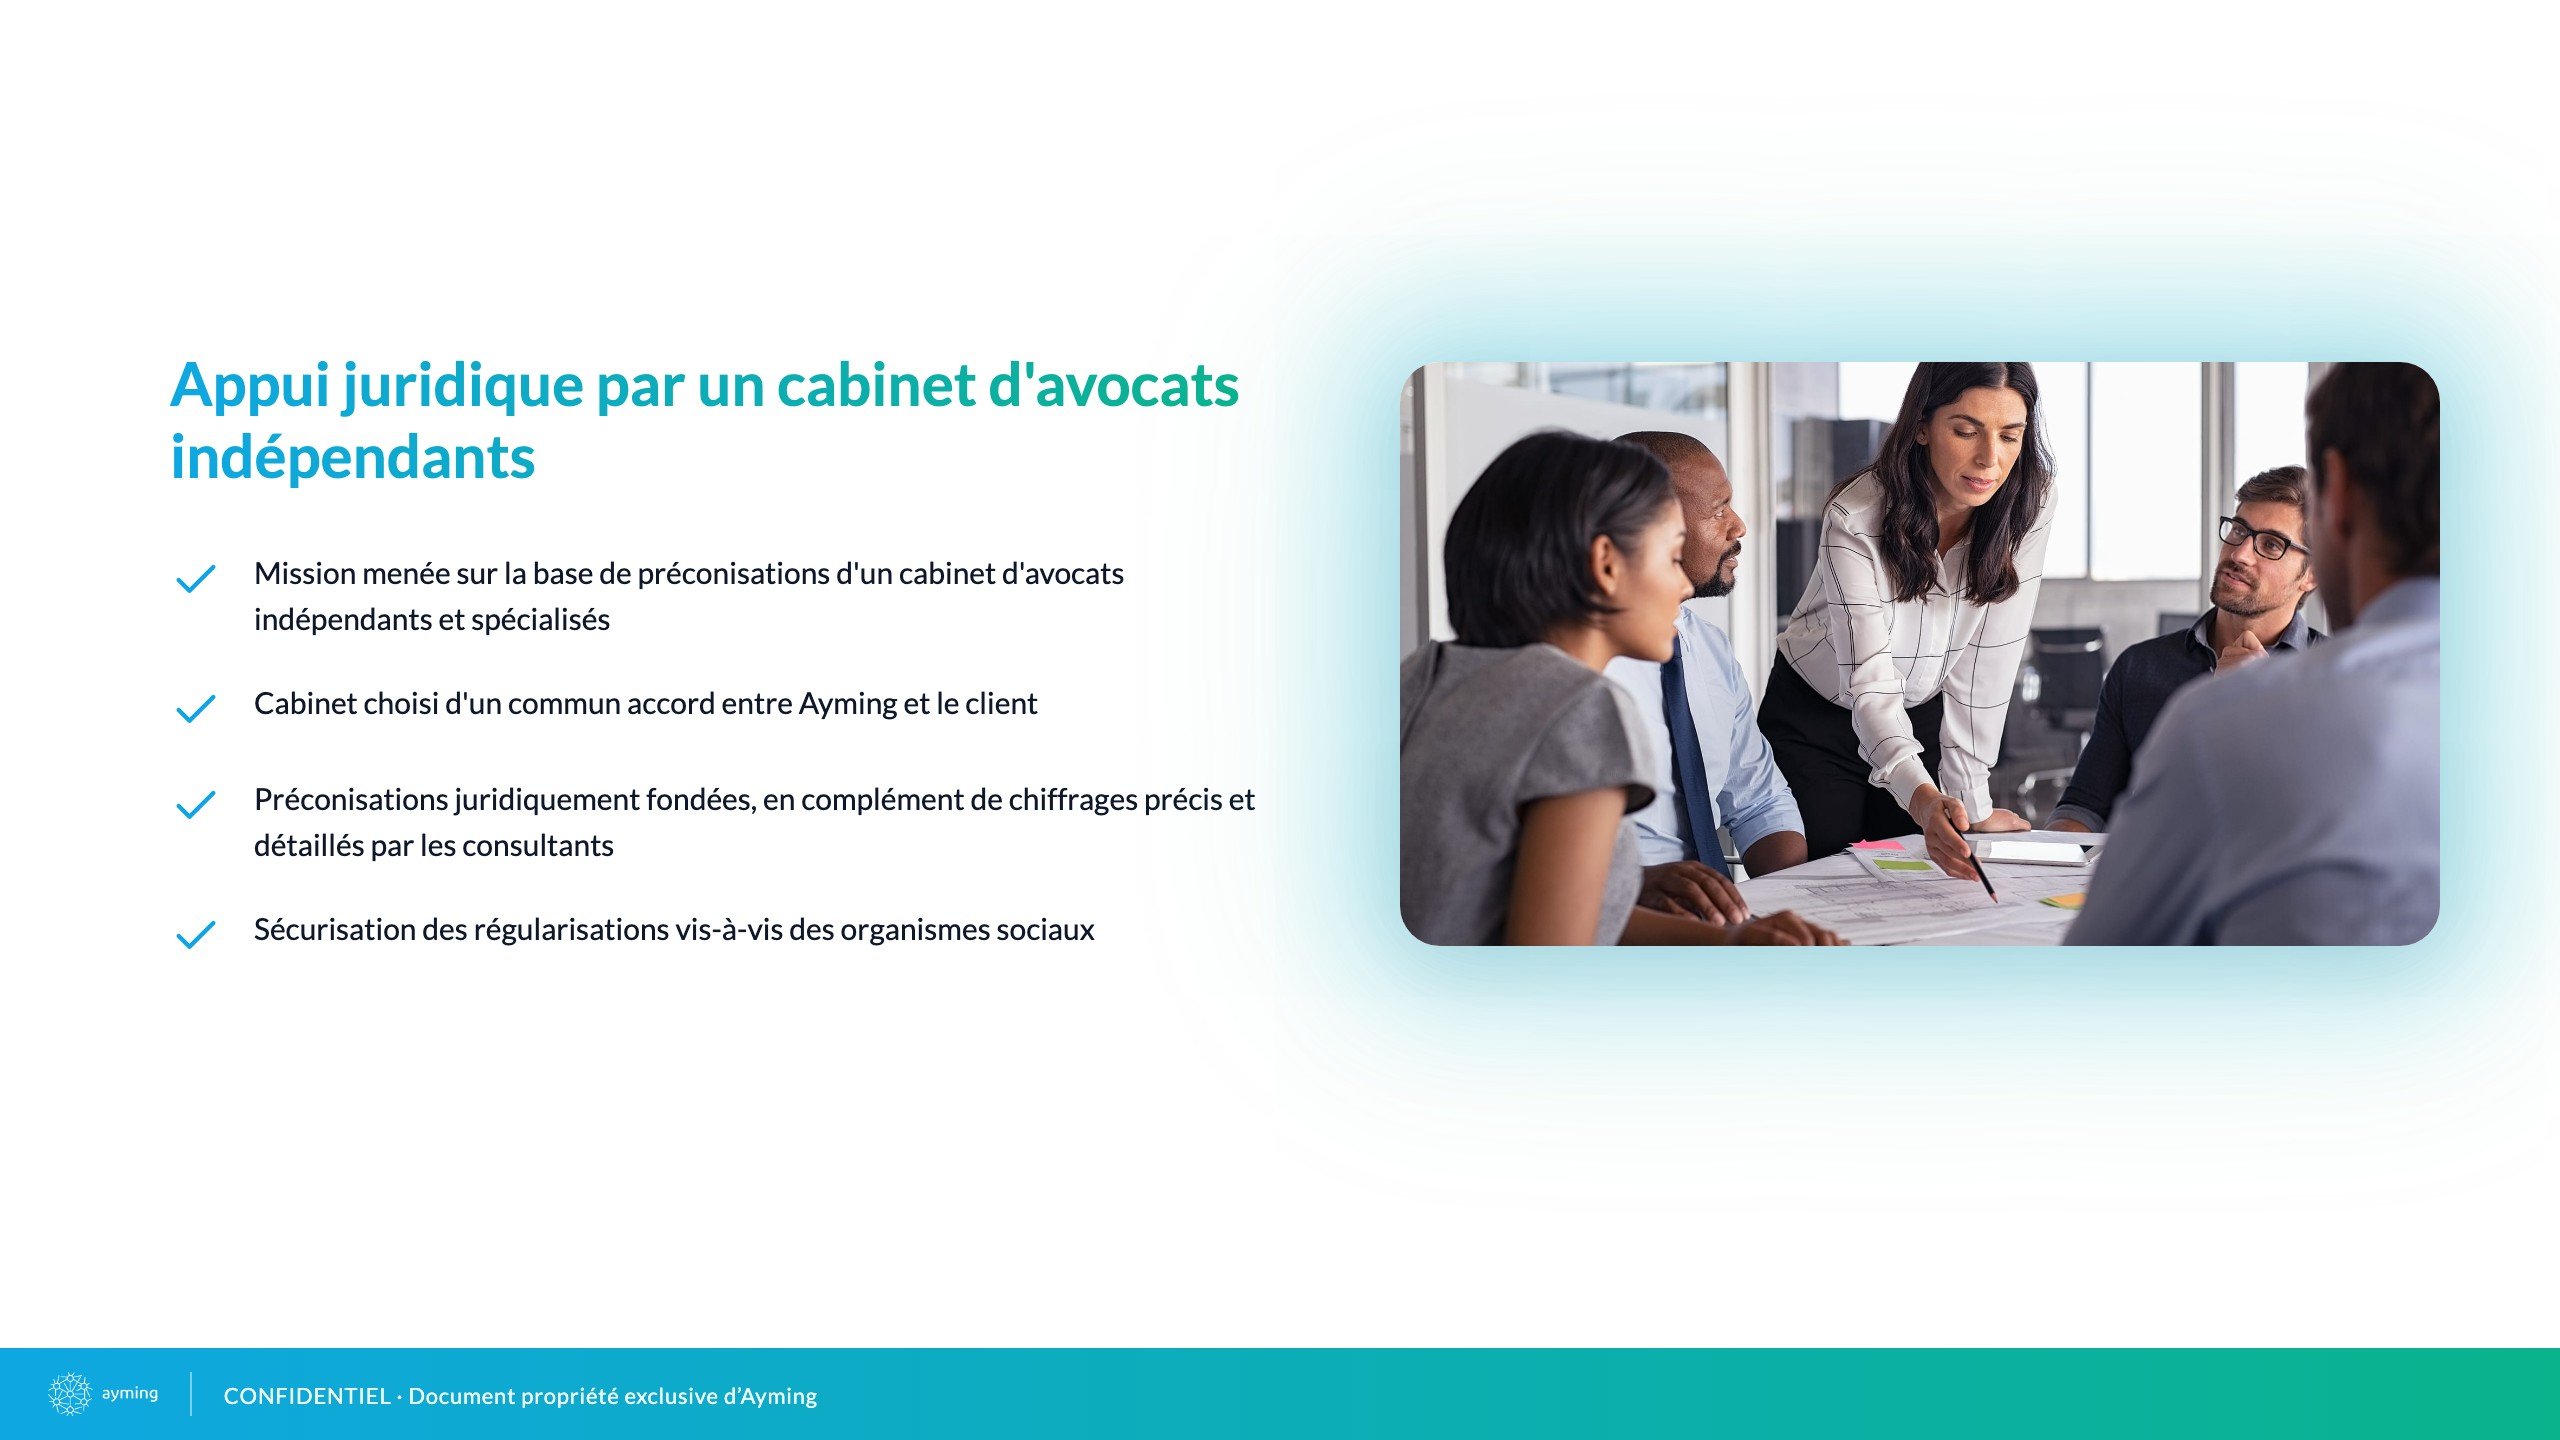 Appui juridique par un cabinet d'avocats
indépendants
Mission menée sur la base de préconisations d'un cabinet d'avocats
indépendants et spécialisés
Cabinet choisi d'un commun accord entre Ayming et le client
Préconisations juridiquement fondées, en complément de chiffrages précis et
détaillés par les consultants
Sécurisation des régularisations vis-à-vis des organismes sociaux
ayming
CONFIDENTIEL · Document propriété exclusive d’Ayming